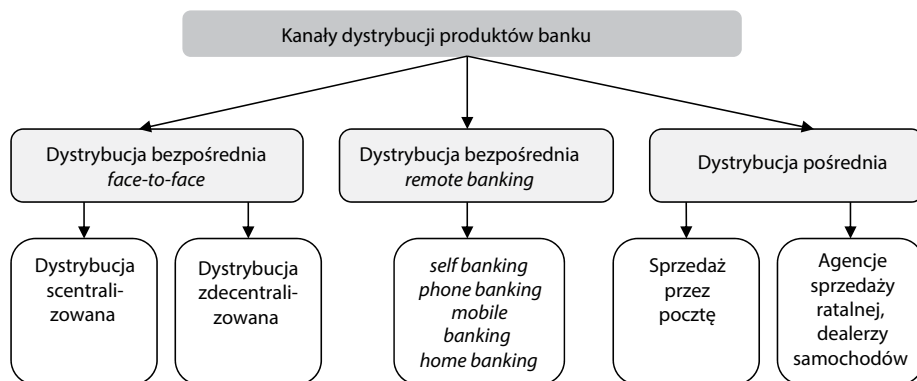 Kanały dystrybucji produktów banku
Dystrybucja bezpośrednia
face-to-face
Dystrybucja bezpośrednia
remote banking
Dystrybucja pośrednia
Dystrybucja
scentrali-
zowana
Dystrybucja
zdecentrali-
zowana
self banking
phone banking
mobile
banking
home banking
Sprzedaż
przez
pocztę
Agencje
sprzedaży
ratalnej,
dealerzy
samochodów